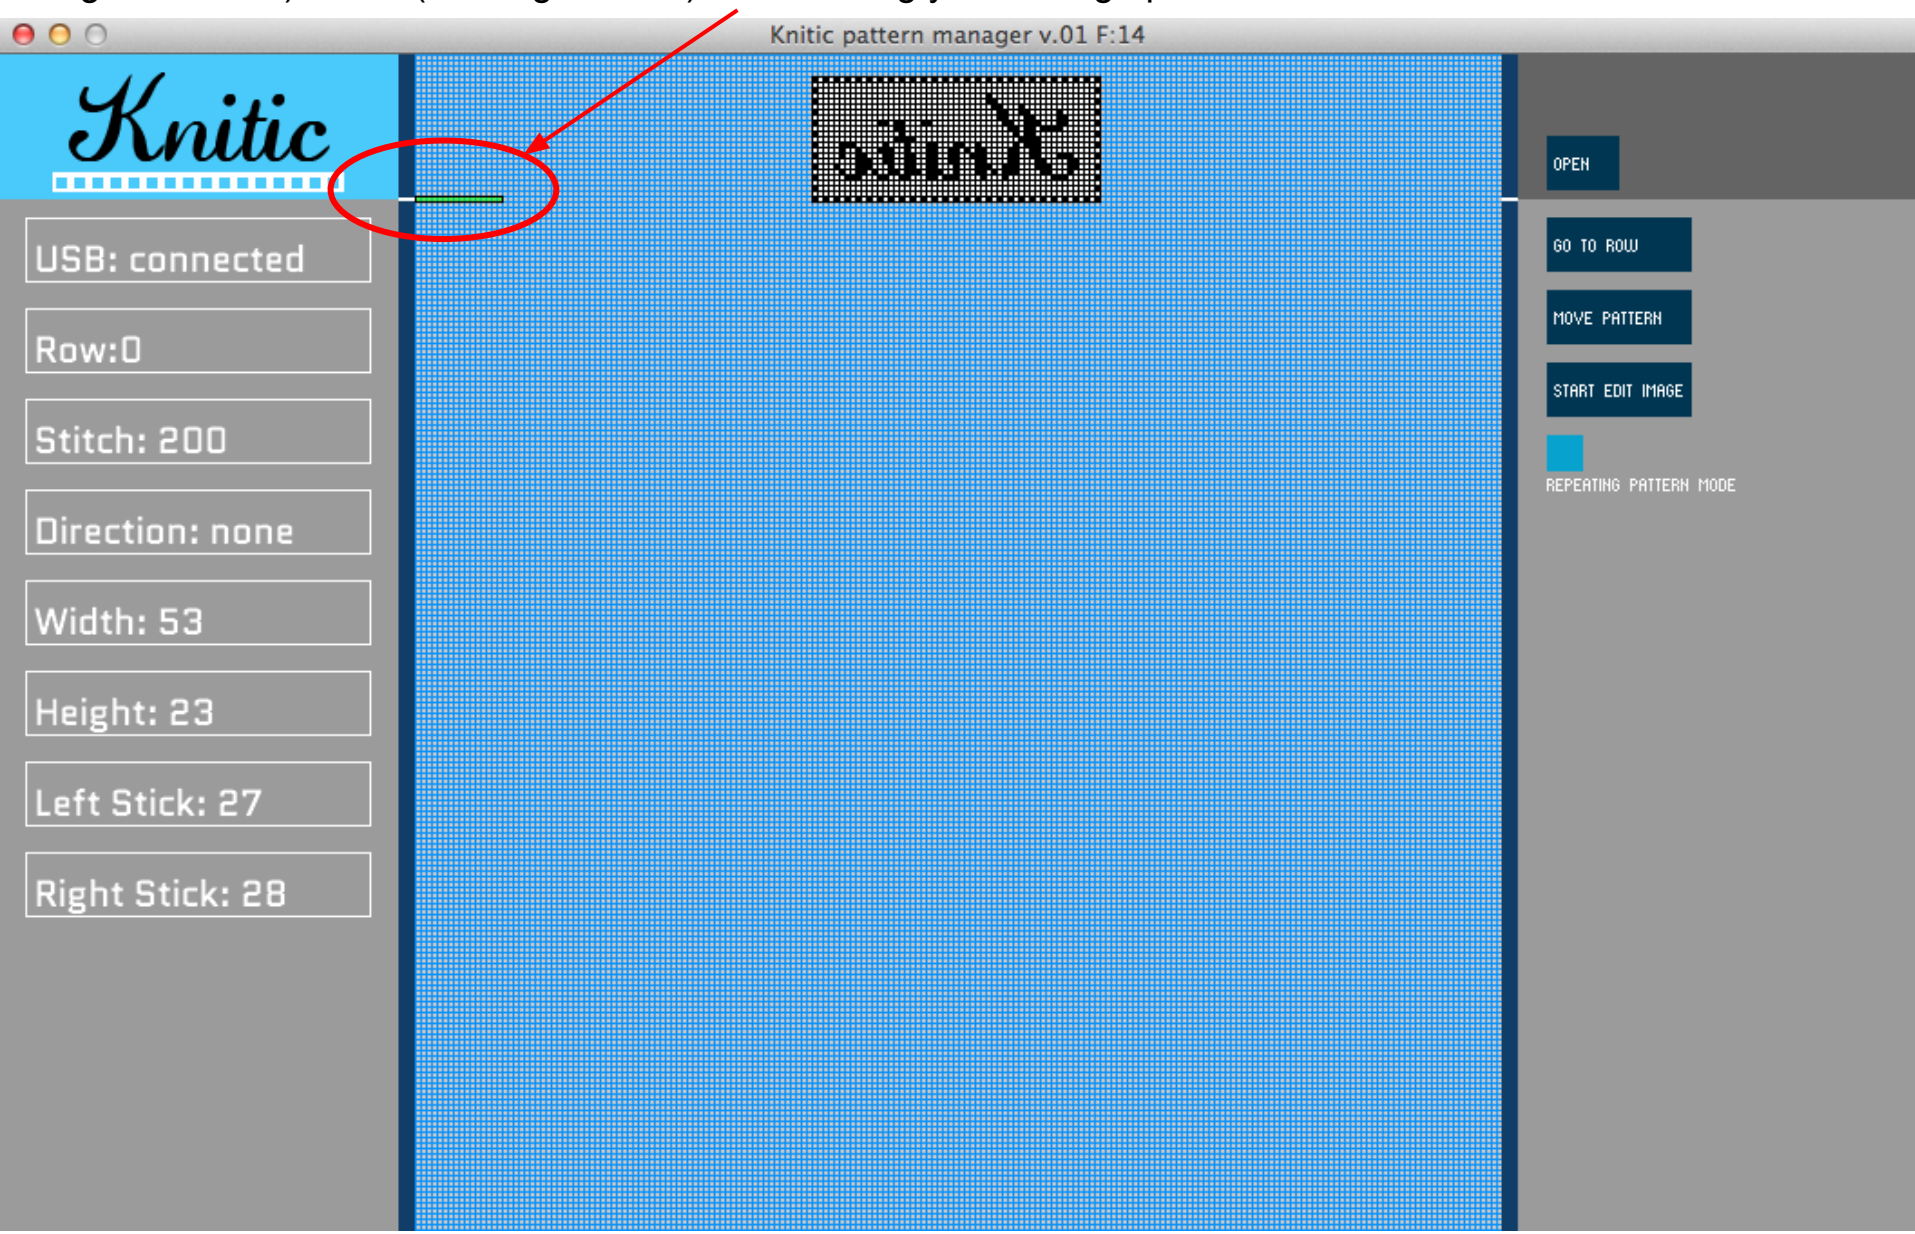 Knitic pattern manager v.01 F:14
Knitic
Knitic
OPEN
USB: connected
GO TO ROW
Row:0
MOVE PATTERN
START EDIT IMAGE
Stitch: 200
REPEATING PATTERN MODE
Direction: none
Width: 53
Height: 23
Left Stick: 27
Right Stick: 28